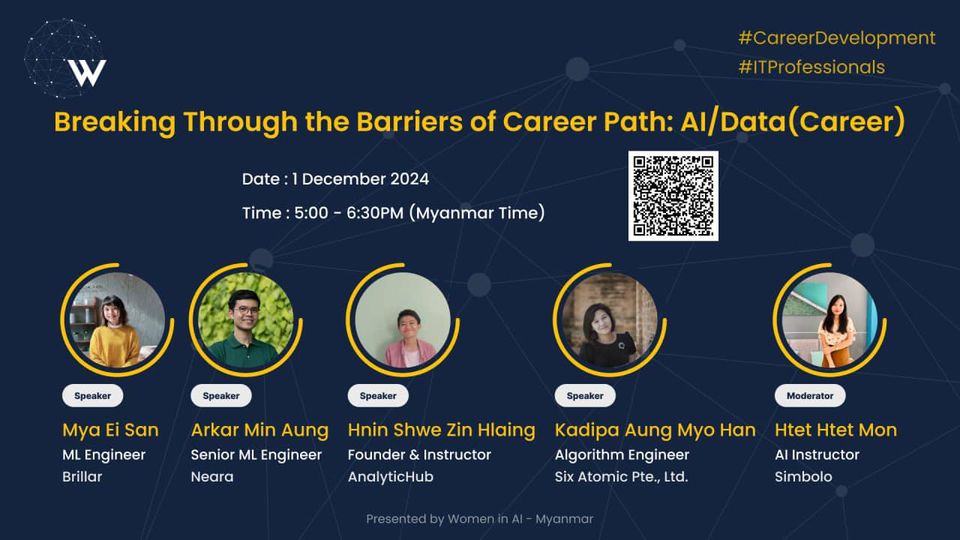 W
#CareerDevelopment
#ITProfessionals
Breaking Through the Barriers of Career Path: AI/Data(Career)
Date : 1 December 2024
Time : 5:00 - 6:30PM (Myanmar Time)
Speaker
Mya Ei San
ML Engineer
Brillar
Speaker
Arkar Min Aung
Senior ML Engineer
Neara
Speaker
Hnin Shwe Zin Hlaing
Founder & Instructor
AnalyticHub
Speaker
Kadipa Aung Myo Han
Algorithm Engineer
Six Atomic Pte., Ltd.
Moderator
Htet Htet Mon
AI Instructor
Simbolo
Presented by Women in AI - Myanmar